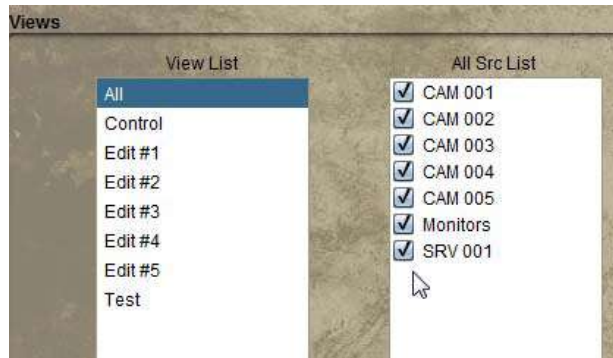 Views
View List
All
Control
Edit #1
Edit #2
Edit #3
Edit #4
Edit #5
Test
All Src List
CAM 001
CAM 002
CAM 003
CAM 004
CAM 005
Monitors
SRV 001